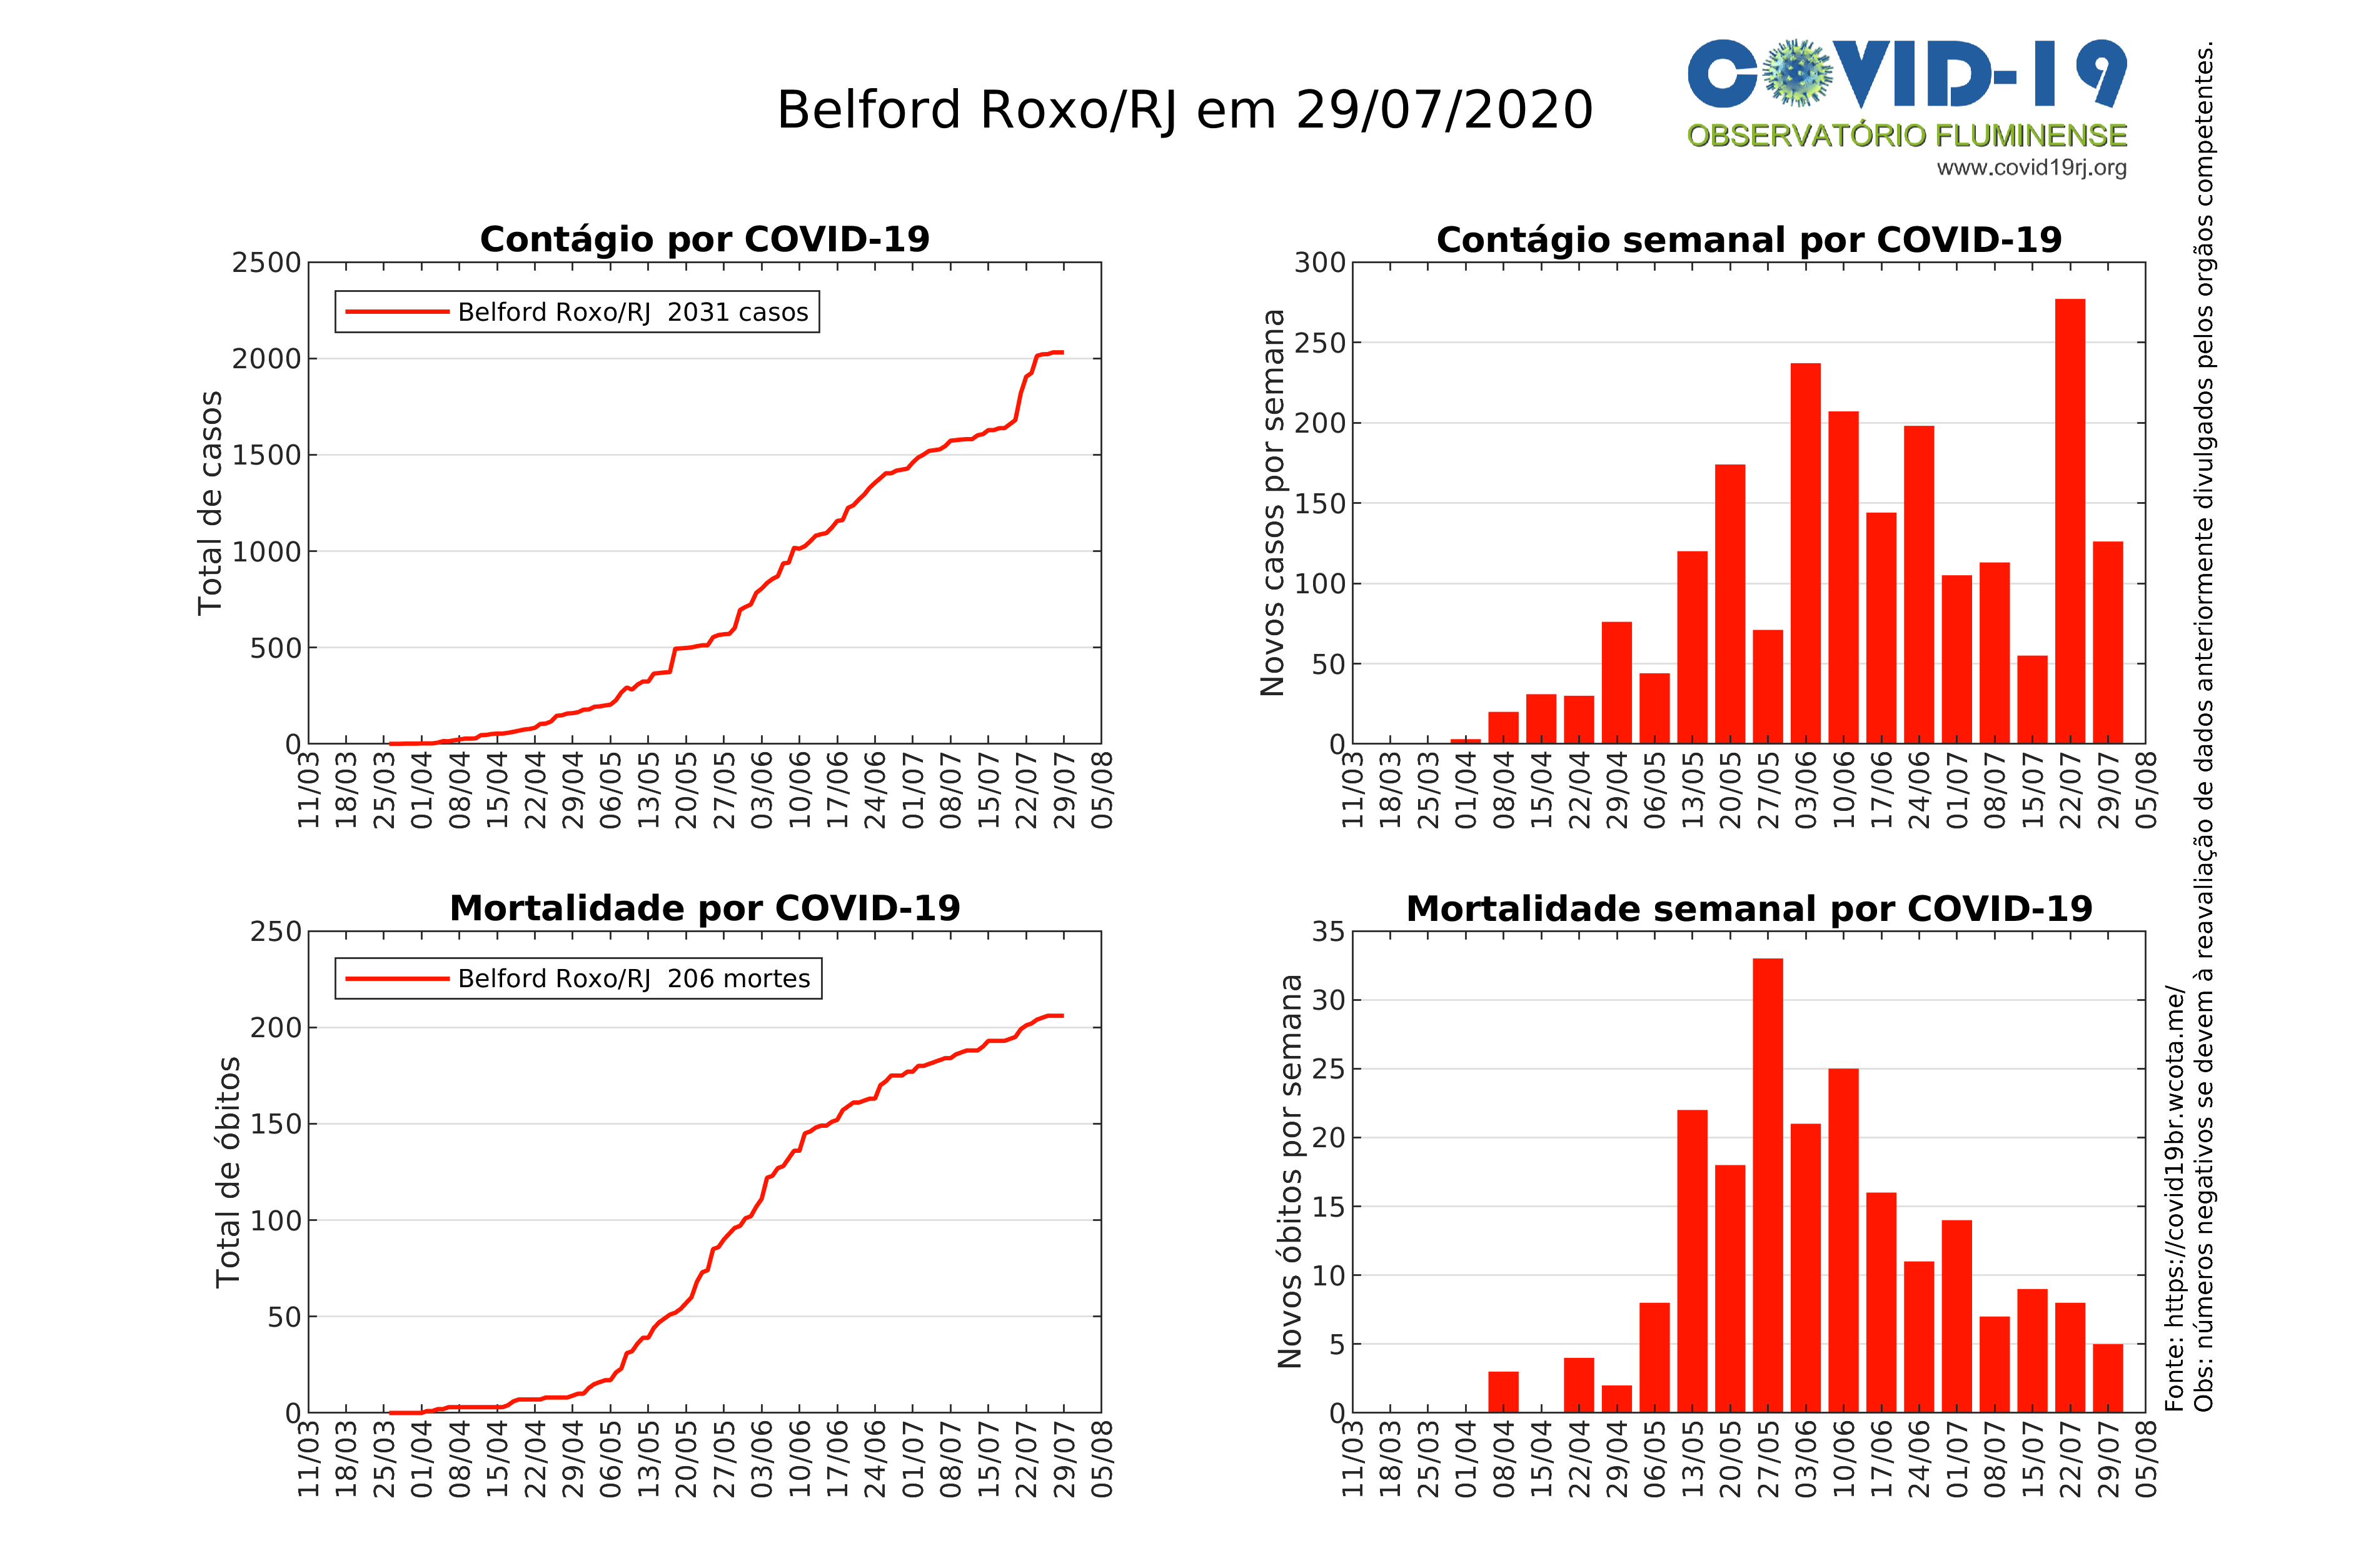 COVID-19
OBSERVATÓRIO FLUMINENSE
www.covid19rj.org
Belford Roxo/RJ em 29/07/2020
Contágio por COVID-19
Total de casos
2500
2000
1500
1000
500
0
Belford Roxo/RJ 2031 casos
11/03 18/03 25/03 01/04 08/04 15/04 22/04 29/04 06/05 13/05 20/05 27/05 03/06 10/06 17/06 24/06 01/07 08/07 15/07 22/07 29/07 05/08
Contágio semanal por COVID-19
Novos casos por semana
300
250
200
150
100
50
0
11/03 18/03 25/03 01/04 08/04 15/04 22/04 29/04 06/05 13/05 20/05 27/05 03/06 10/06 17/06 24/06 01/07 08/07 15/07 22/07 29/07 05/08
Mortalidade por COVID-19
Total de óbitos
250
200
150
100
50
0
Belford Roxo/RJ 206 mortes
11/03 18/03 25/03 01/04 08/04 15/04 22/04 29/04 06/05 13/05 20/05 27/05 03/06 10/06 17/06 24/06 01/07 08/07 15/07 22/07 29/07 05/08
Mortalidade semanal por COVID-19
Novos óbitos por semana
35
30
25
20
15
10
5
0
11/03 18/03 25/03 01/04 08/04 15/04 22/04 29/04 06/05 13/05 20/05 27/05 03/06 10/06 17/06 24/06 01/07 08/07 15/07 22/07 29/07 05/08
Fonte: https://covid19br.wcota.me/
Obs: números negativos se devem à reavaliação de dados anteriormente divulgados pelos orgãos competentes.